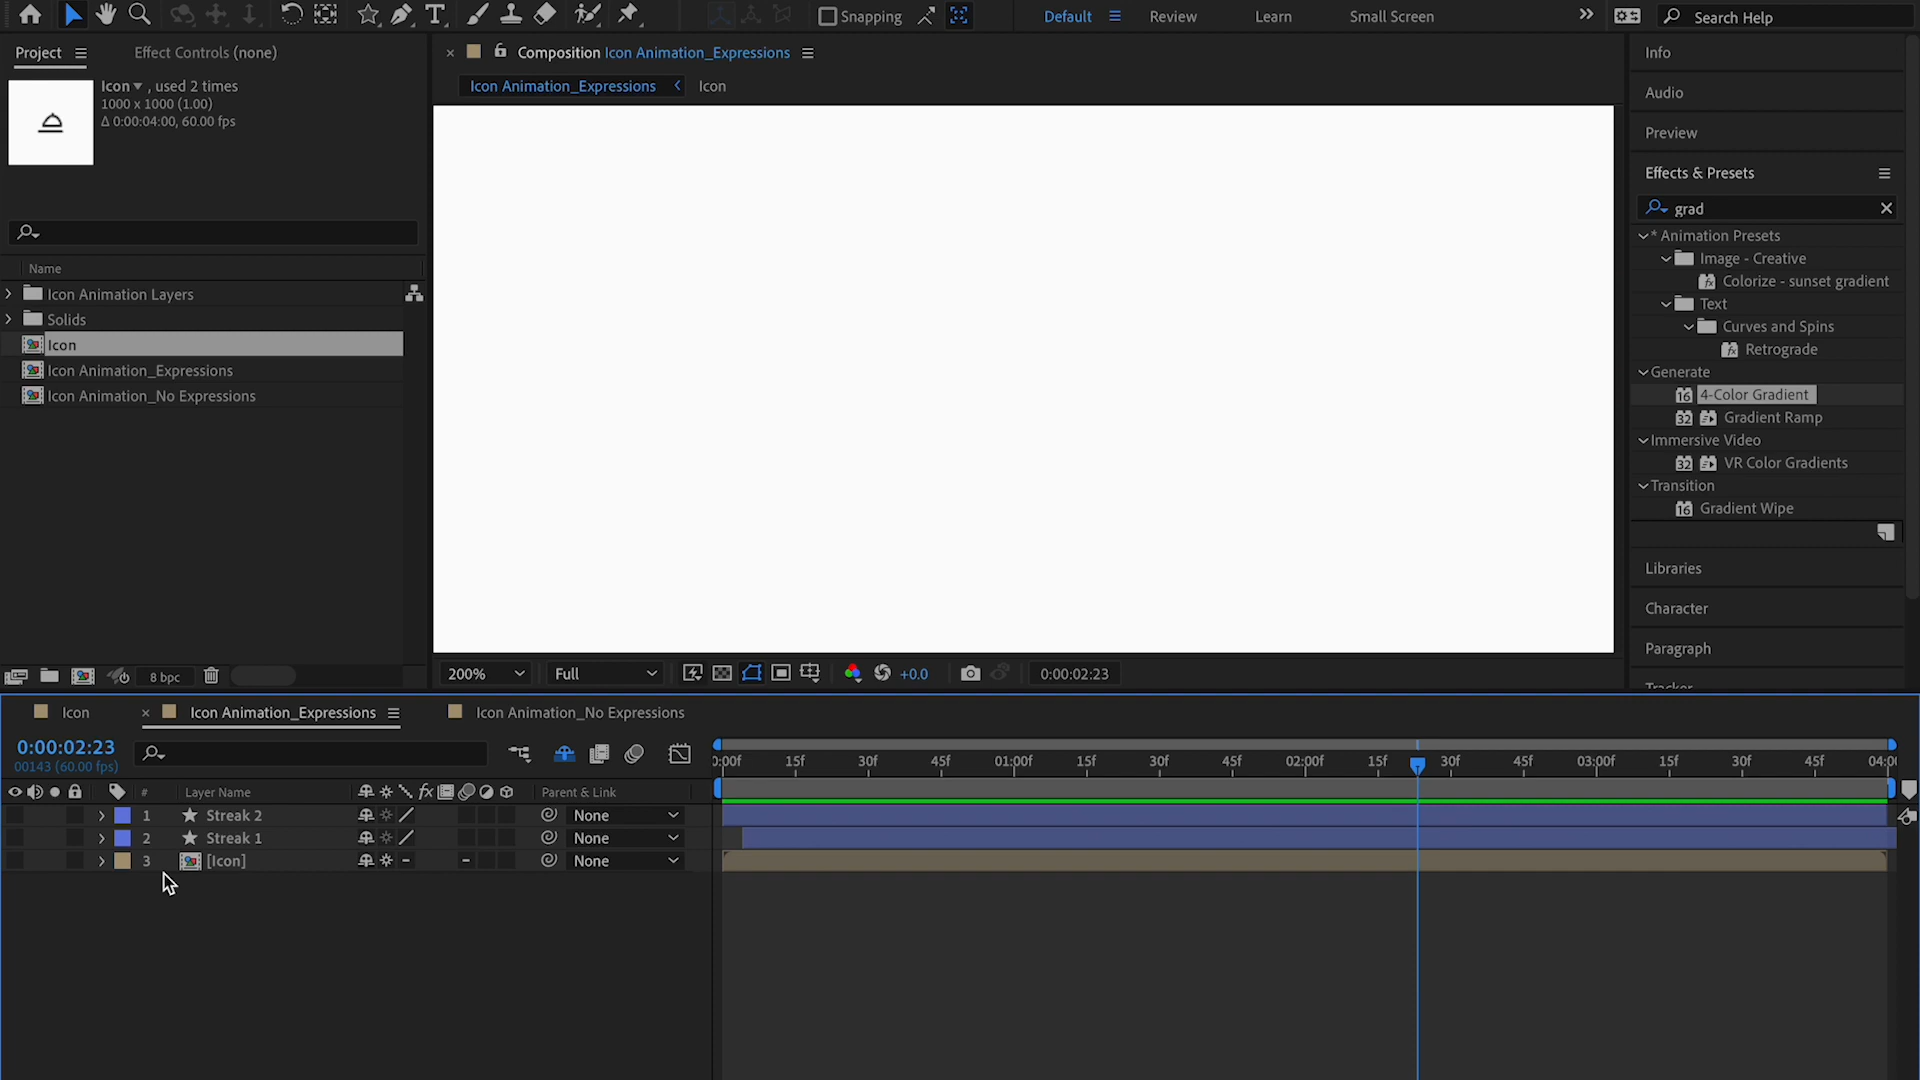 Snapping
Default
Review
Learn
Small Screen
Search Help
Project
Effect Controls (none)
Composition Icon Animation_Expressions
Info
Icon , used 2 times
1000 x 1000 (1.00)
Δ 0:00:04:00, 60.00 fps
Icon Animation_Expressions
Icon
Audio
Preview
Effects & Presets
grad
* Animation Presets
Image - Creative
Colorize - sunset gradient
Text
Curves and Spins
Retrograde
Generate
4-Color Gradient
Gradient Ramp
Immersive Video
VR Color Gradients
Transition
Gradient Wipe
Libraries
Character
Paragraph
Name
Icon Animation Layers
Solids
Icon
Icon Animation_Expressions
Icon Animation_No Expressions
8 bpc
200%
Full
+0.0
0:00:02:23
Icon
Icon Animation_Expressions
Icon Animation_No Expressions
0:00:02:23
00143 (60.00 fps)
15f 30f 45f 01:00f 15f 30f 45f 02:00f 15f 30f 45f 03:00f 15f 30f 45f
# Layer Name fx Parent & Link
1 Streak 2 None
2 Streak 1 None
3 [Icon] None